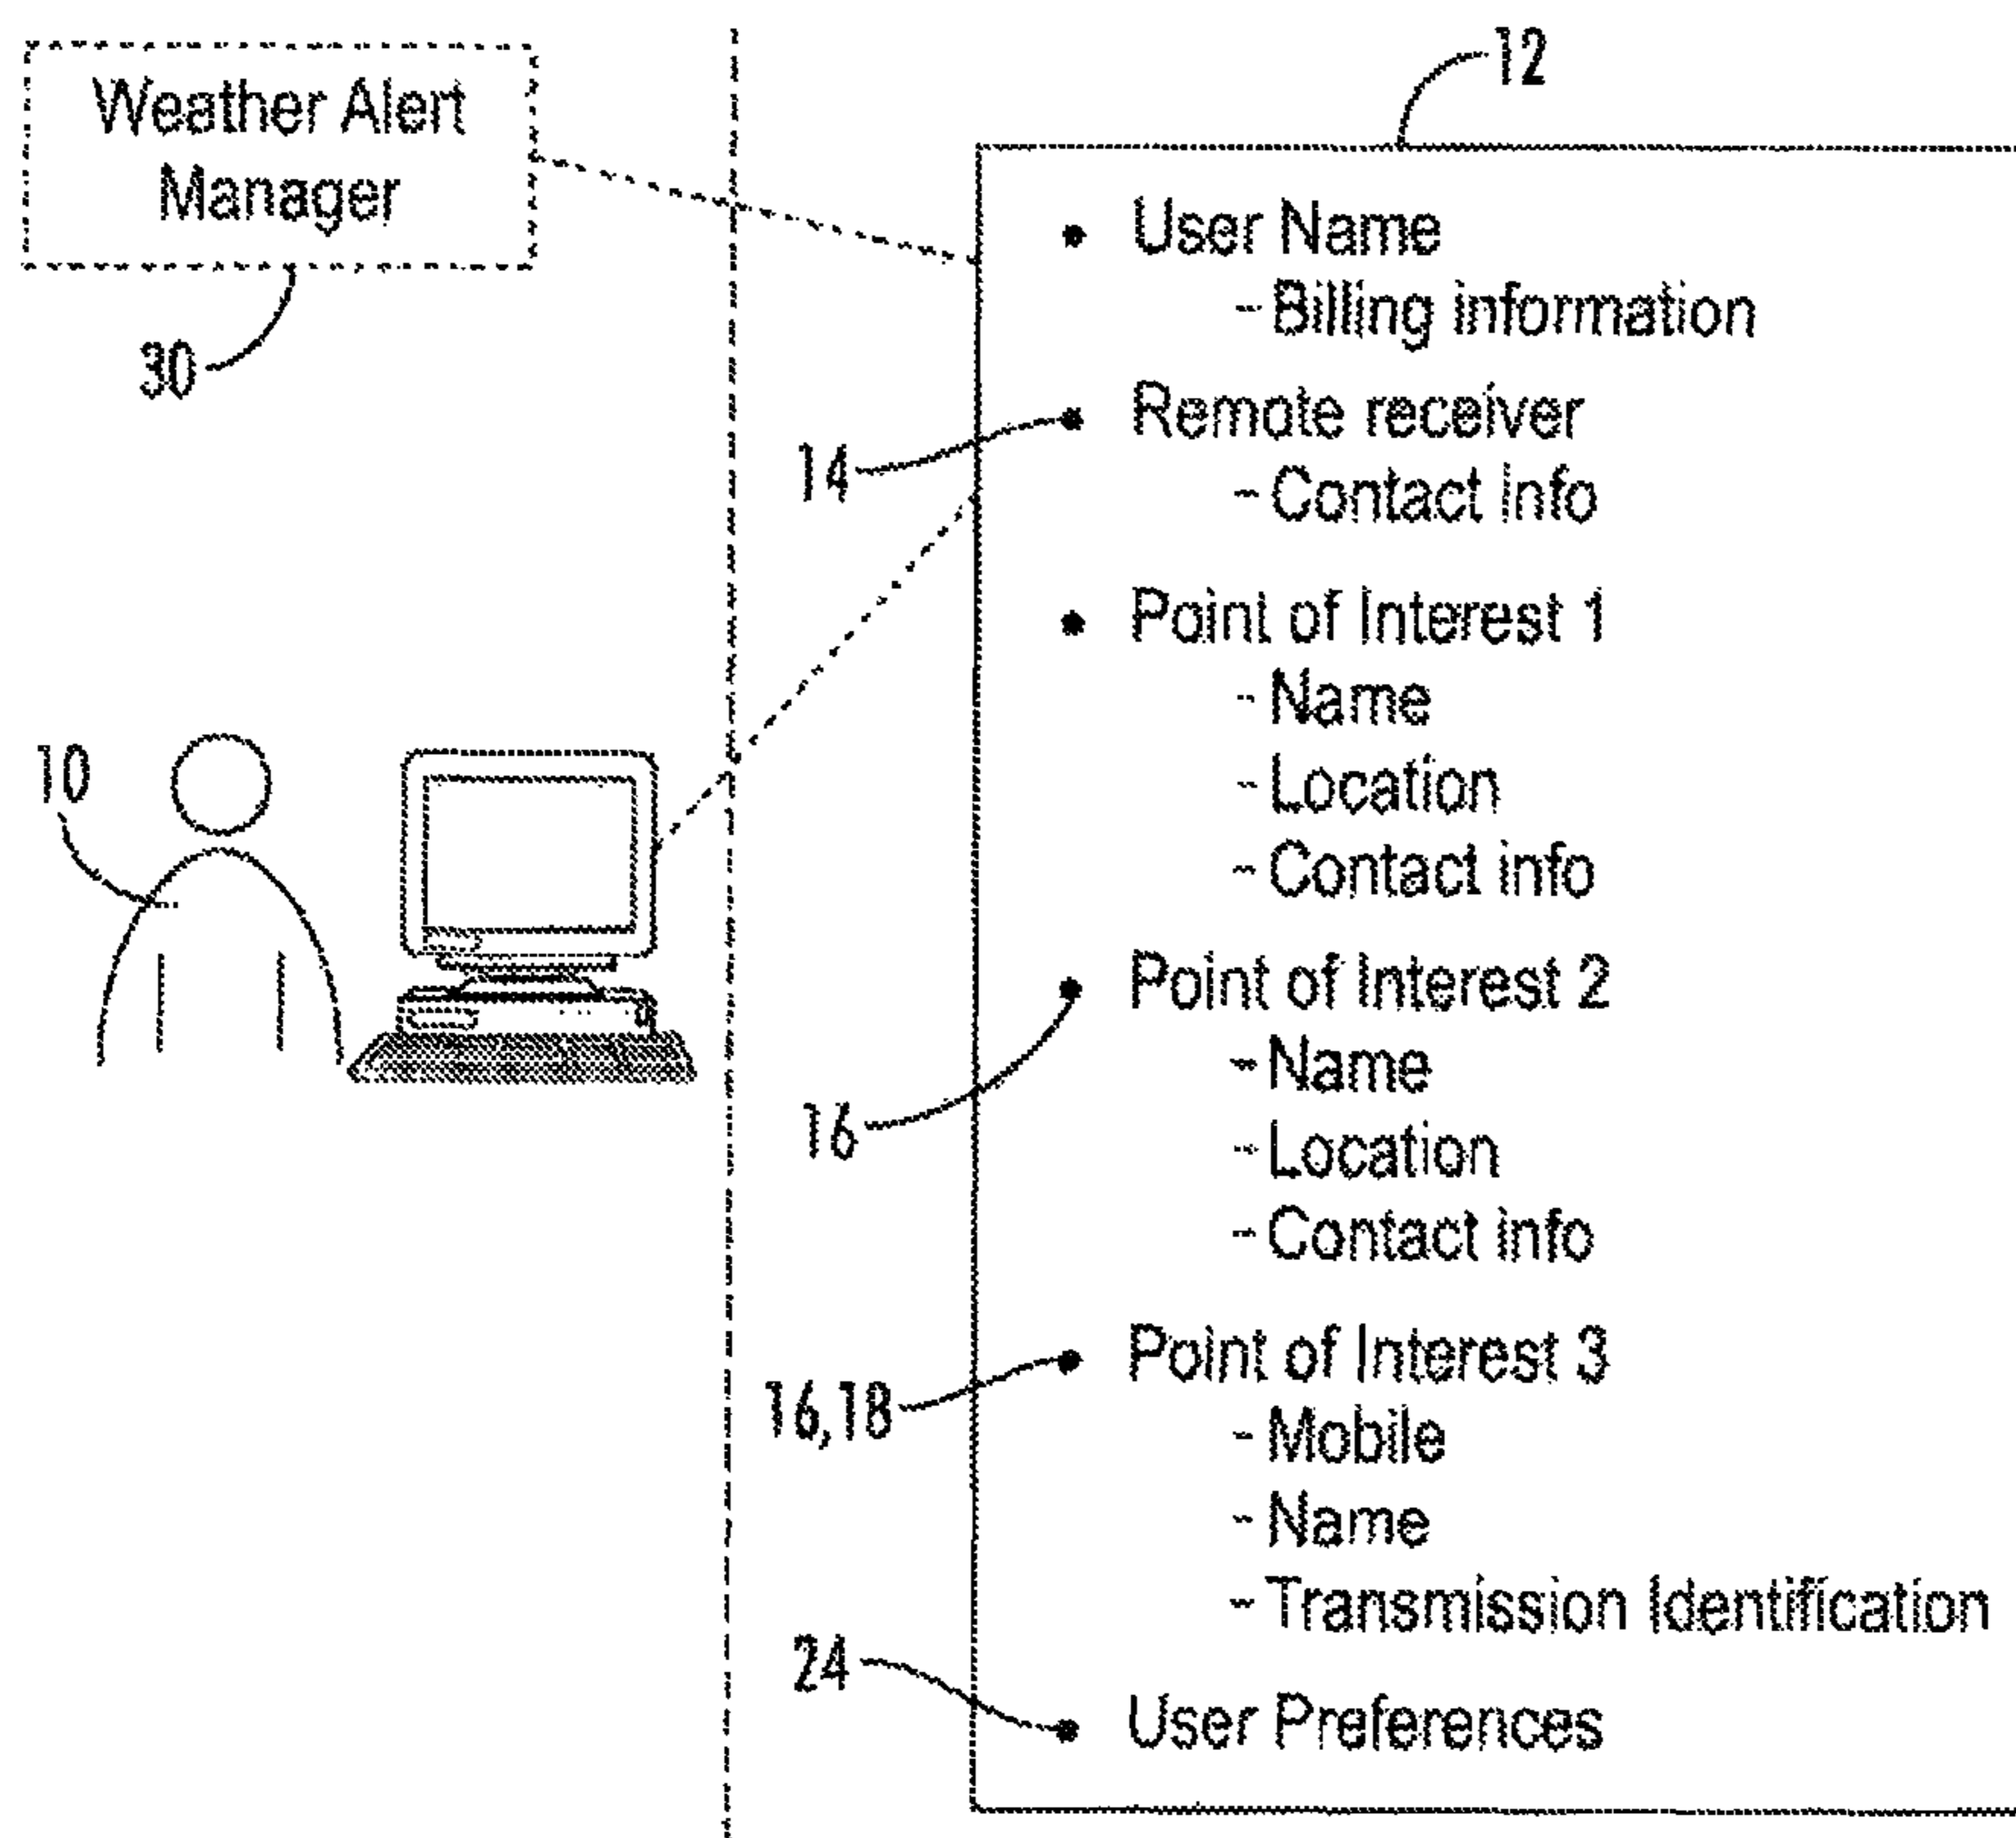 Weather Alert
Manager
30
10
12
• User Name
- Billing information
14
• Remote receiver
- Contact info
• Point of Interest 1
- Name
- Location
- Contact info
16
• Point of Interest 2
- Name
- Location
- Contact info
16,18
• Point of Interest 3
- Mobile
- Name
- Transmission Identification
24
• User Preferences